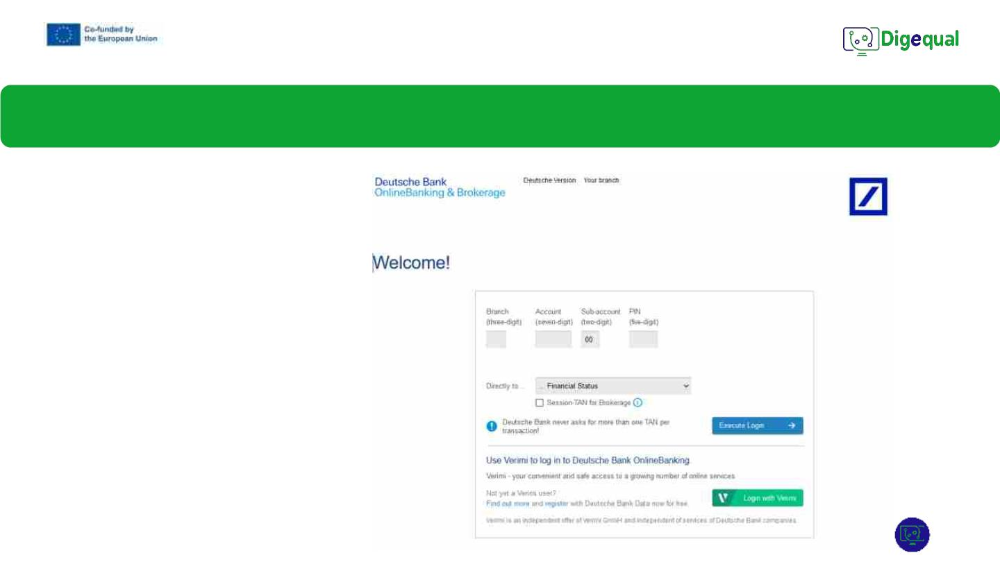 Co-funded by
the European Union
Digequal
Deutsche Bank
OnlineBanking & Brokerage
Deutsche Version Your branch
Welcome!
Branch Account Sub-account PIN
(three-digit) (seven-digit) (two-digit) (five-digit)
00
Directly to ... ... Financial Status
Session-TAN for Brokerage i
! Deutsche Bank never asks for more than one TAN per
transaction!
Execute Login
Use Verimi to log in to Deutsche Bank OnlineBanking.
Verimi - your convenient and safe access to a growing number of online services.
Not yet a Verimi user?
Find out more and register with Deutsche Bank Data now for free.
Login with Verimi
Verimi is an independent offer of Verimi GmbH and independent of services of Deutsche Bank companies.